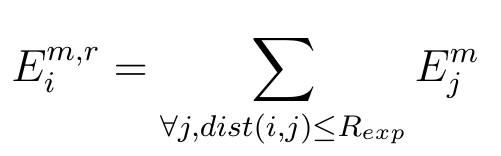 $E_i^{m,r} = \sum_{\forall j, dist(i,j) \leq R_{exp}} E_j^m$